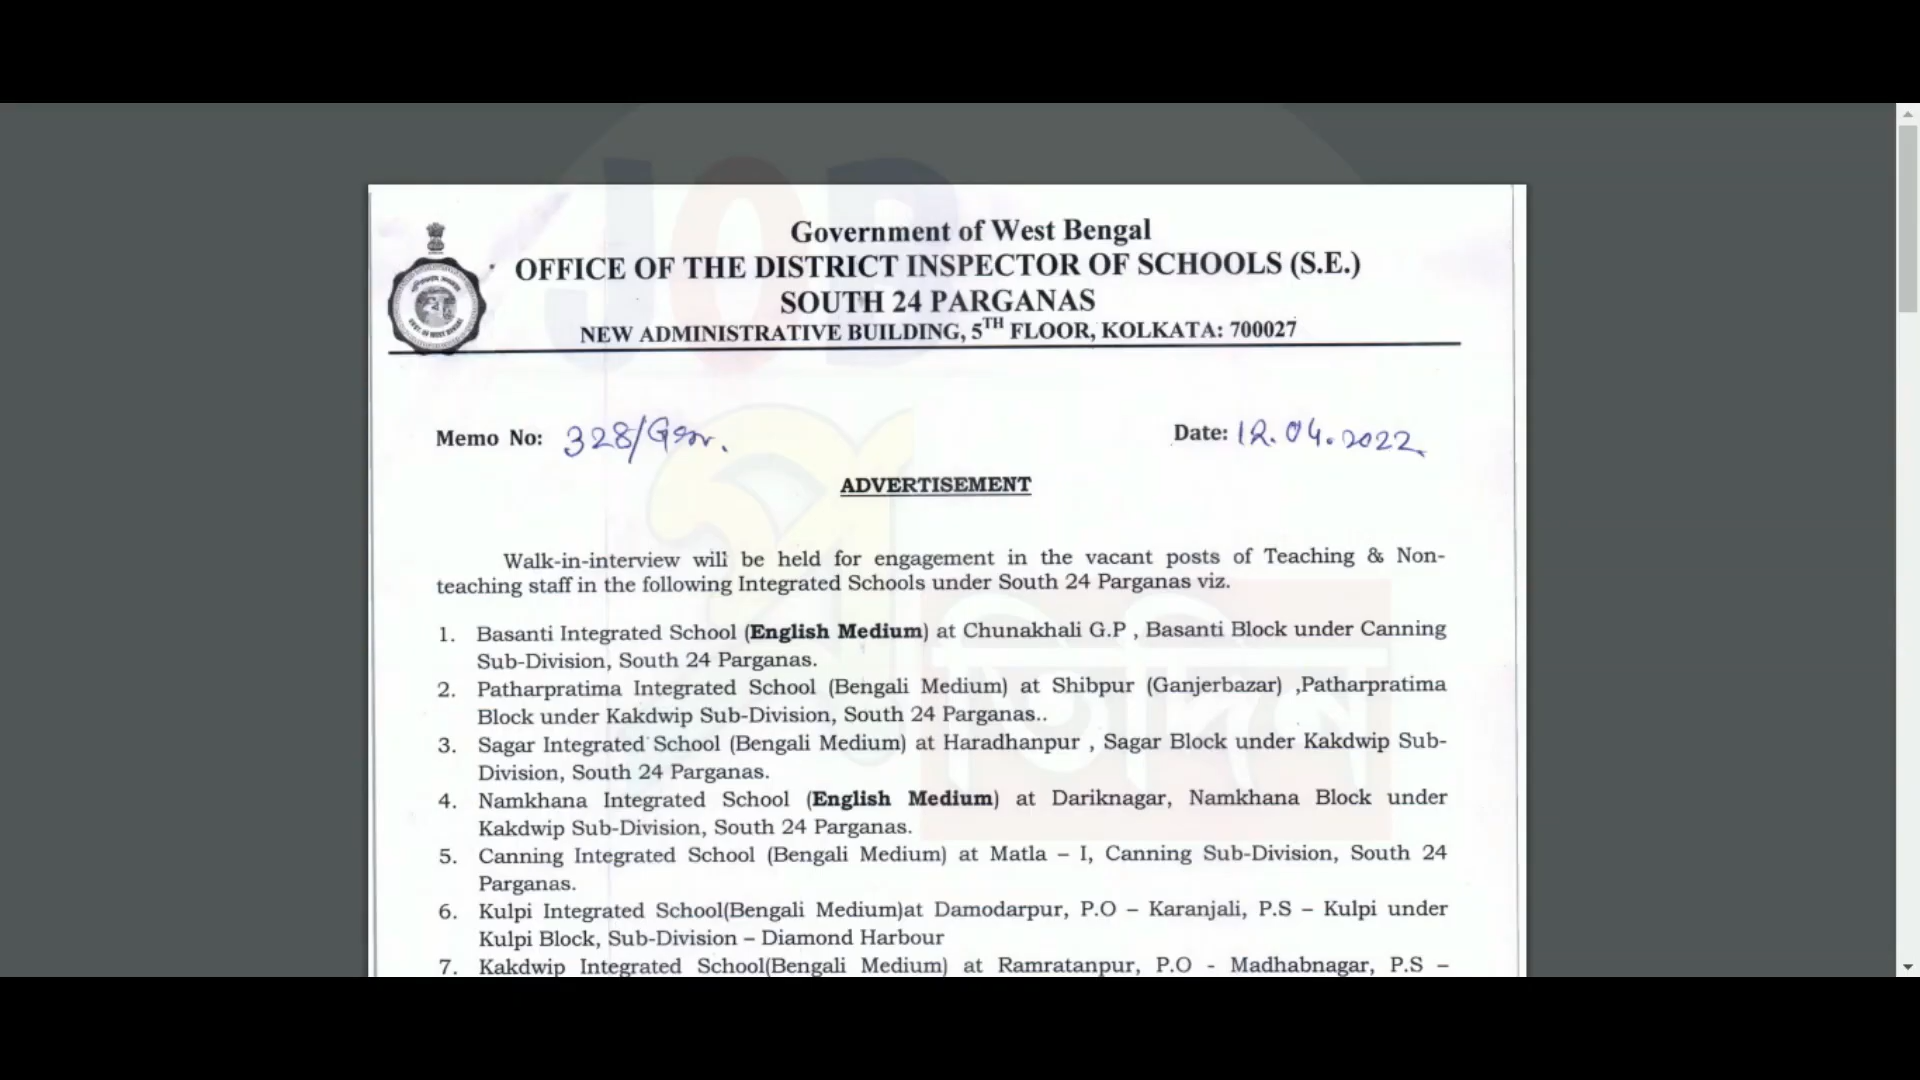 Government of West Bengal
OFFICE OF THE DISTRICT INSPECTOR OF SCHOOLS (S.E.)
SOUTH 24 PARGANAS
NEW ADMINISTRATIVE BUILDING, 5TH FLOOR, KOLKATA: 700027
Memo No: 328/Gen.
Date: 12.04.2022
ADVERTISEMENT
Walk-in-interview will be held for engagement in the vacant posts of Teaching & Non-
teaching staff in the following Integrated Schools under South 24 Parganas viz.
1. Basanti Integrated School (English Medium) at Chunakhali G.P , Basanti Block under Canning
Sub-Division, South 24 Parganas.
2. Patharpratima Integrated School (Bengali Medium) at Shibpur (Ganjerbazar) ,Patharpratima
Block under Kakdwip Sub-Division, South 24 Parganas..
3. Sagar Integrated School (Bengali Medium) at Haradhanpur , Sagar Block under Kakdwip Sub-
Division, South 24 Parganas.
4. Namkhana Integrated School (English Medium) at Dariknagar, Namkhana Block under
Kakdwip Sub-Division, South 24 Parganas.
5. Canning Integrated School (Bengali Medium) at Matla – I, Canning Sub-Division, South 24
Parganas.
6. Kulpi Integrated School(Bengali Medium)at Damodarpur, P.O – Karanjali, P.S – Kulpi under
Kulpi Block, Sub-Division – Diamond Harbour
7. Kakdwip Integrated School(Bengali Medium) at Ramratanpur, P.O - Madhabnagar, P.S –
JOB
প্রতিদিন